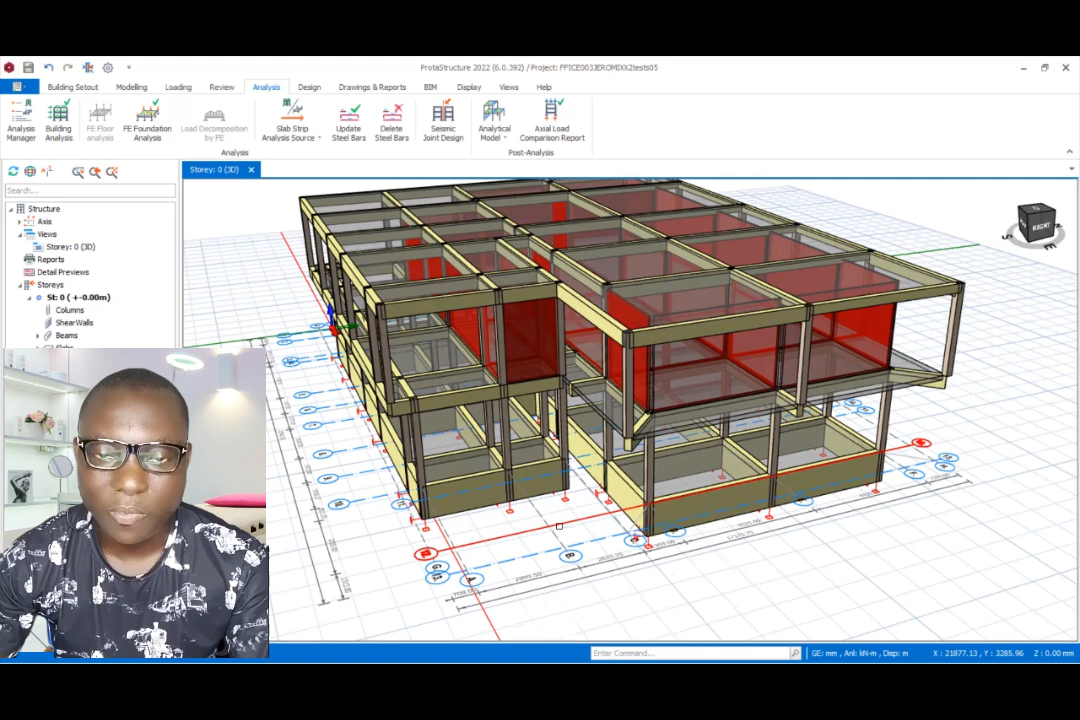 ProtaStructure 2022 (6.0.392) / Project: FFICE003JEROMIXX2tests05
Building Setout Modelling Loading Review Analysis Design Drawings & Reports BIM Display Views Help
Analysis Manager
Building Analysis
FE Floor analysis
FE Foundation Analysis
Load Decomposition by FE
Slab Strip Analysis Source
Update Steel Bars
Delete Steel Bars
Seismic Joint Design
Analytical Model
Axial Load Comparison Report
Analysis
Post-Analysis
Storey: 0 (3D)
Search...
Structure
Axis
Views
Storey: 0 (3D)
Reports
Detail Previews
Storeys
St: 0 ( +-0.00m)
Columns
ShearWalls
Beams
RIGHT
S
E
A
B
Enter Command...
GE: mm , Anl: kN-m , Disp: m
X : 21877.13 , Y : 3285.96
Z : 0.00 mm